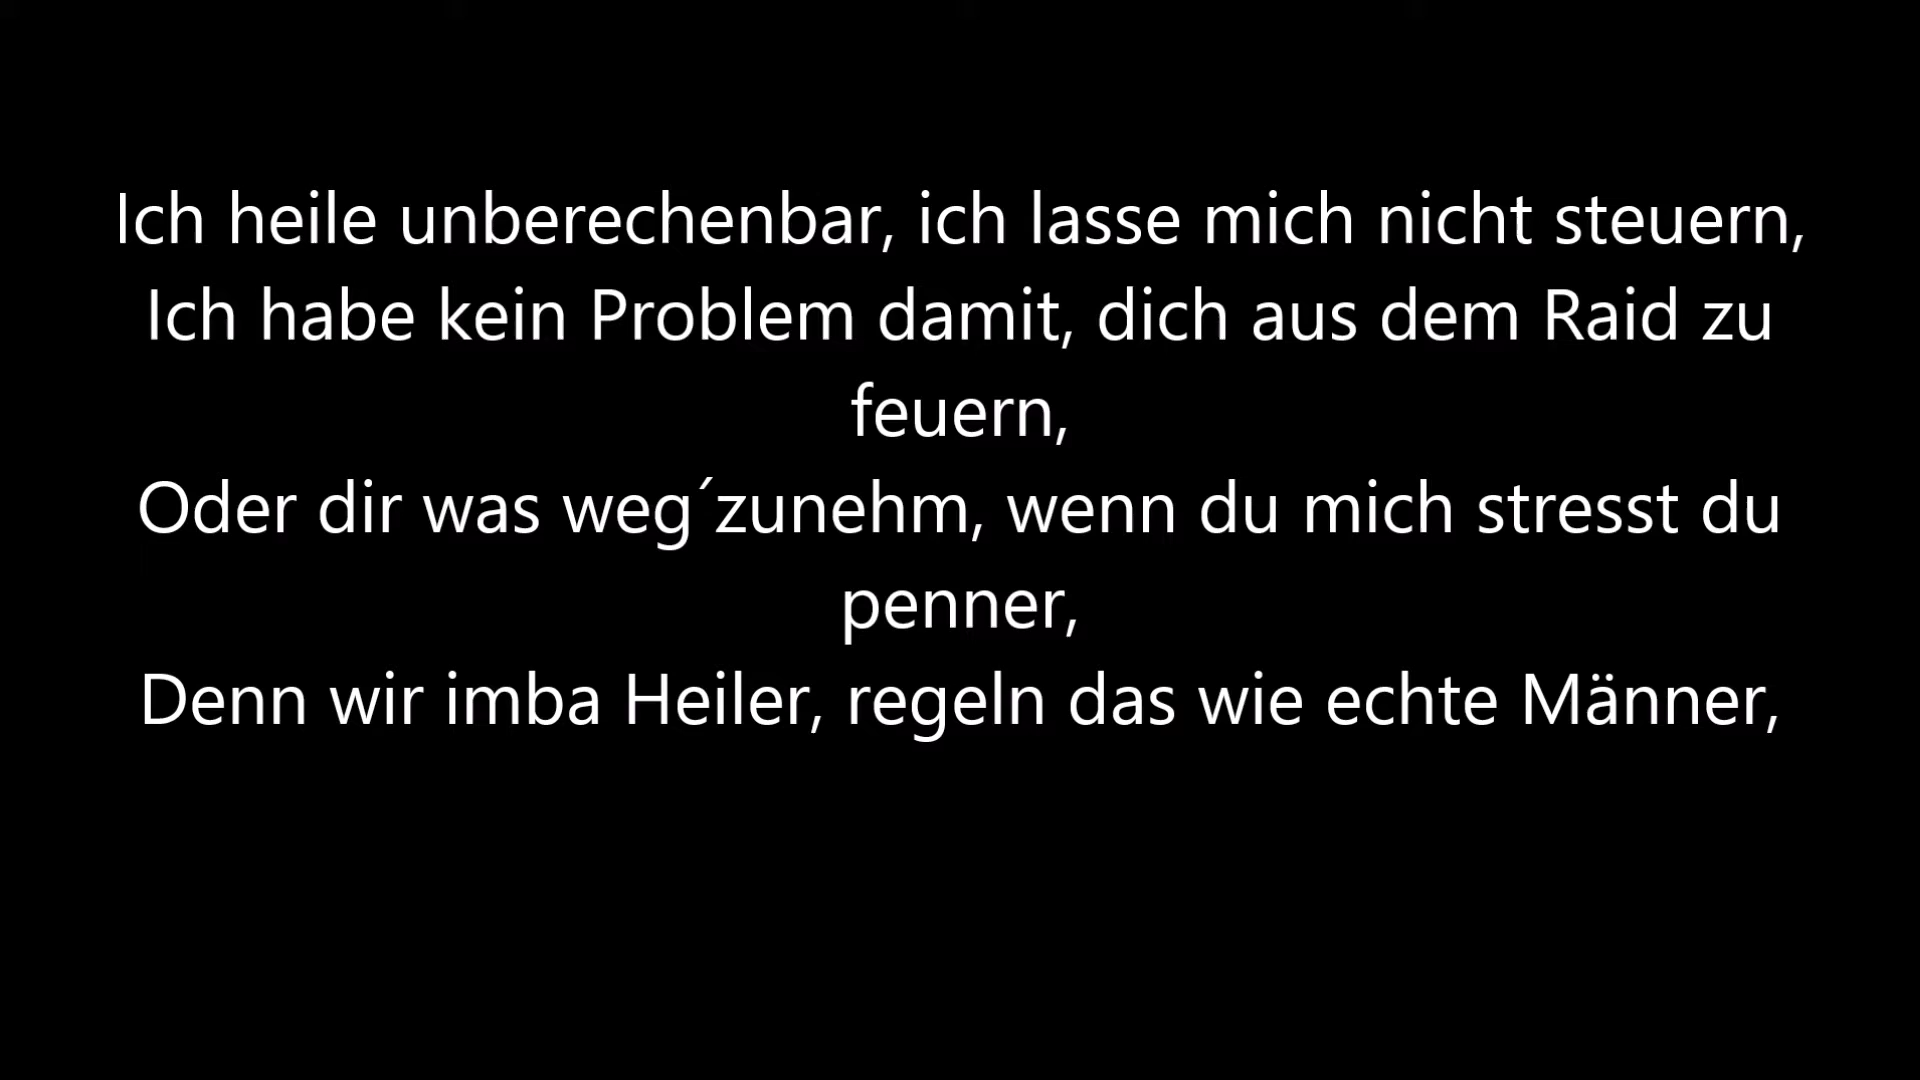 Ich heile unberechenbar, ich lasse mich nicht steuern,
Ich habe kein Problem damit, dich aus dem Raid zu
feuern,
Oder dir was weg´zunehm, wenn du mich stresst du
penner,
Denn wir imba Heiler, regeln das wie echte Männer,